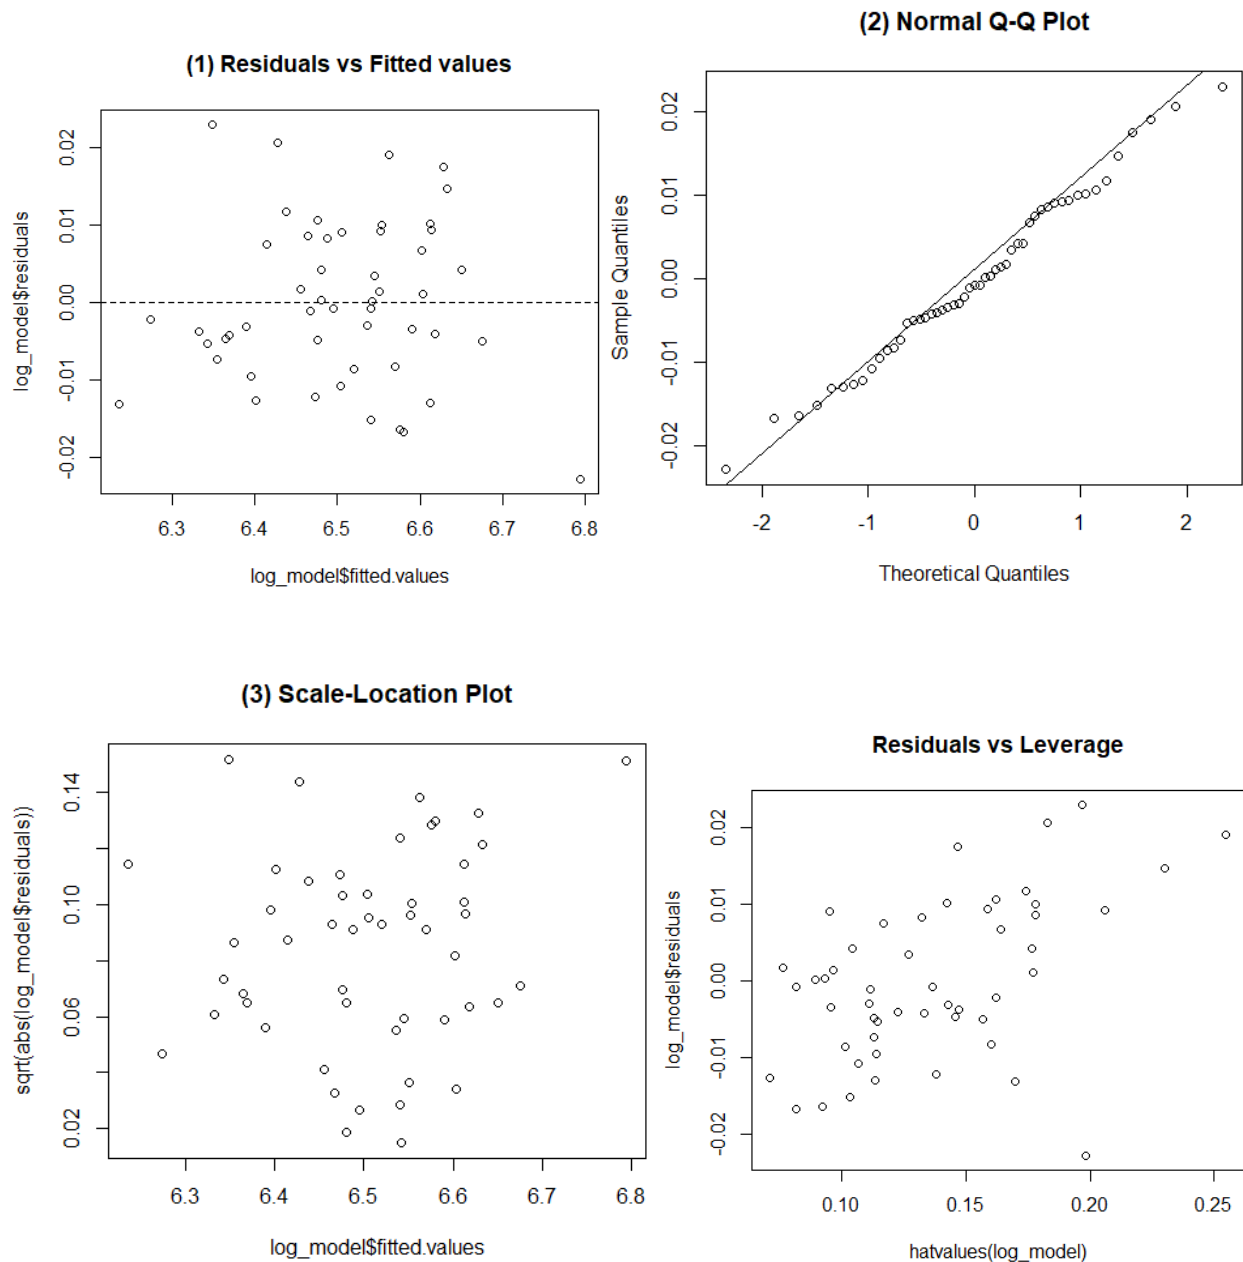 (1) Residuals vs Fitted values
log_model$residuals
0.02
0.01
0.00
-0.01
-0.02
6.3 6.4 6.5 6.6 6.7 6.8
log_model$fitted.values
(2) Normal Q-Q Plot
Sample Quantiles
0.02
0.01
0.00
-0.01
-0.02
-2 -1 0 1 2
Theoretical Quantiles
(3) Scale-Location Plot
sqrt(abs(log_model$residuals))
0.14
0.10
0.06
0.02
6.3 6.4 6.5 6.6 6.7 6.8
log_model$fitted.values
Residuals vs Leverage
log_model$residuals
0.02
0.01
0.00
-0.01
-0.02
0.10 0.15 0.20 0.25
hatvalues(log_model)